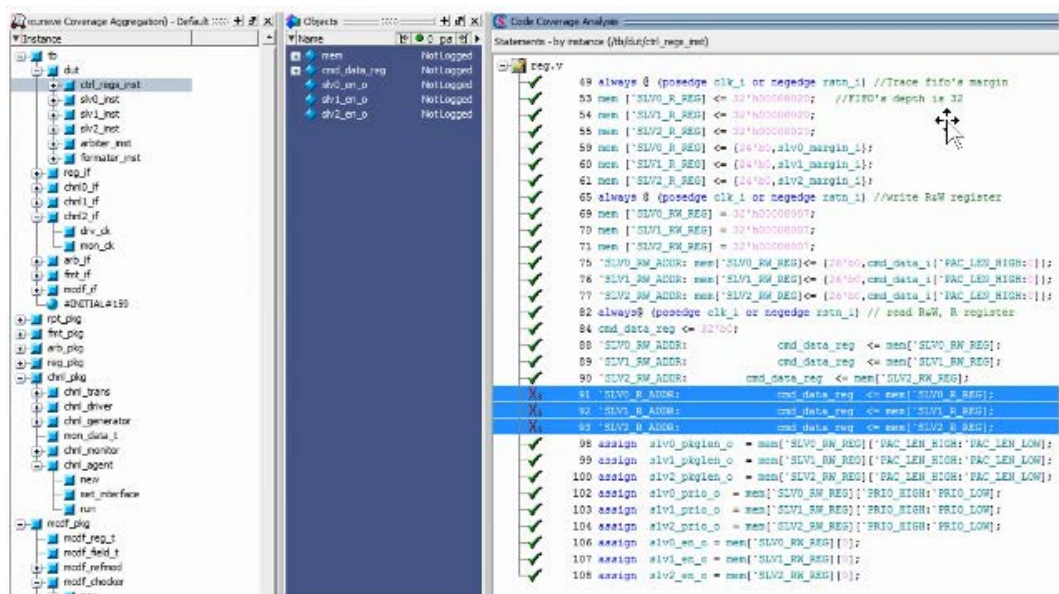 (recursive Coverage Aggregation) - Default
Instance
tb
dut
ctrl_regs_inst
slv0_inst
slv1_inst
slv2_inst
arbiter_inst
formater_inst
reg_if
chnl0_if
chnl1_if
chnl2_if
drv_ck
mon_ck
arb_if
fmt_if
mcdf_if
#INITIAL#159
rpt_pkg
fmt_pkg
arb_pkg
reg_pkg
chnl_pkg
chnl_trans
chnl_driver
chnl_generator
mon_data_t
chnl_monitor
chnl_agent
new
set_interface
run
mcdf_pkg
mcdf_reg_t
mcdf_field_t
mcdf_refmod
mcdf_checker
Objects
Name
mem Not Logged
cmd_data_reg Not Logged
slv0_en_o Not Logged
slv1_en_o Not Logged
slv2_en_o Not Logged
Code Coverage Analysis
Statements - by instance (/tb/dut/ctrl_regs_inst)
reg.v
49 always @ (posedge clk_i or negedge rstn_i) //Trace fifo's margin
53 mem [`SLV0_R_REG] <= 32'h00000020; //FIFO's depth is 32
54 mem [`SLV1_R_REG] <= 32'h00000020;
55 mem [`SLV2_R_REG] <= 32'h00000020;
59 mem [`SLV0_R_REG] <= {24'b0,slv0_margin_i};
60 mem [`SLV1_R_REG] <= {24'b0,slv1_margin_i};
61 mem [`SLV2_R_REG] <= {24'b0,slv2_margin_i};
65 always @ (posedge clk_i or negedge rstn_i) //write R&W register
69 mem [`SLV0_RW_REG] = 32'h00000007;
70 mem [`SLV1_RW_REG] = 32'h00000007;
71 mem [`SLV2_RW_REG] = 32'h00000007;
75 `SLV0_RW_ADDR: mem[`SLV0_RW_REG]<= {26'b0,cmd_data_i[`PAC_LEN_HIGH:0]};
76 `SLV1_RW_ADDR: mem[`SLV1_RW_REG]<= {26'b0,cmd_data_i[`PAC_LEN_HIGH:0]};
77 `SLV2_RW_ADDR: mem[`SLV2_RW_REG]<= {26'b0,cmd_data_i[`PAC_LEN_HIGH:0]};
82 always@ (posedge clk_i or negedge rstn_i) // read R&W, R register
84 cmd_data_reg <= 32'b0;
88 `SLV0_RW_ADDR: cmd_data_reg <= mem[`SLV0_RW_REG];
89 `SLV1_RW_ADDR: cmd_data_reg <= mem[`SLV1_RW_REG];
90 `SLV2_RW_ADDR: cmd_data_reg <= mem[`SLV2_RW_REG];
91 `SLV0_R_ADDR: cmd_data_reg <= mem[`SLV0_R_REG];
92 `SLV1_R_ADDR: cmd_data_reg <= mem[`SLV1_R_REG];
93 `SLV2_R_ADDR: cmd_data_reg <= mem[`SLV2_R_REG];
98 assign slv0_pkglen_o = mem[`SLV0_RW_REG][`PAC_LEN_HIGH:`PAC_LEN_LOW];
99 assign slv1_pkglen_o = mem[`SLV1_RW_REG][`PAC_LEN_HIGH:`PAC_LEN_LOW];
100 assign slv2_pkglen_o = mem[`SLV2_RW_REG][`PAC_LEN_HIGH:`PAC_LEN_LOW];
102 assign slv0_prio_o = mem[`SLV0_RW_REG][`PRIO_HIGH:`PRIO_LOW];
103 assign slv1_prio_o = mem[`SLV1_RW_REG][`PRIO_HIGH:`PRIO_LOW];
104 assign slv2_prio_o = mem[`SLV2_RW_REG][`PRIO_HIGH:`PRIO_LOW];
106 assign slv0_en_o = mem[`SLV0_RW_REG][0];
107 assign slv1_en_o = mem[`SLV1_RW_REG][0];
108 assign slv2_en_o = mem[`SLV2_RW_REG][0];